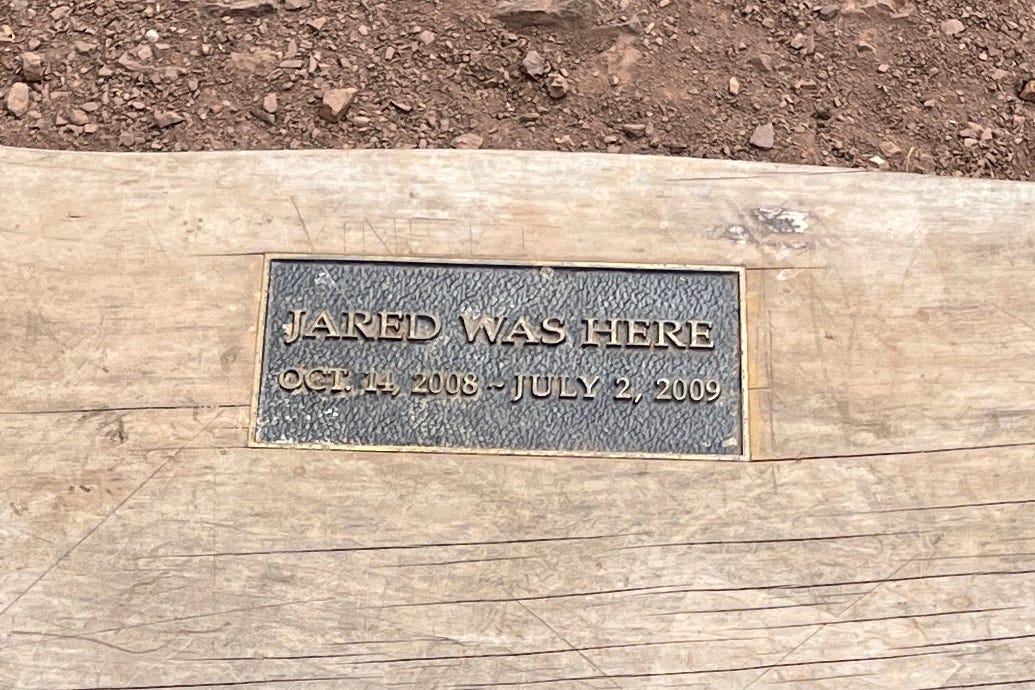 JARED WAS HERE
OCT. 14, 2008 ~ JULY 2, 2009